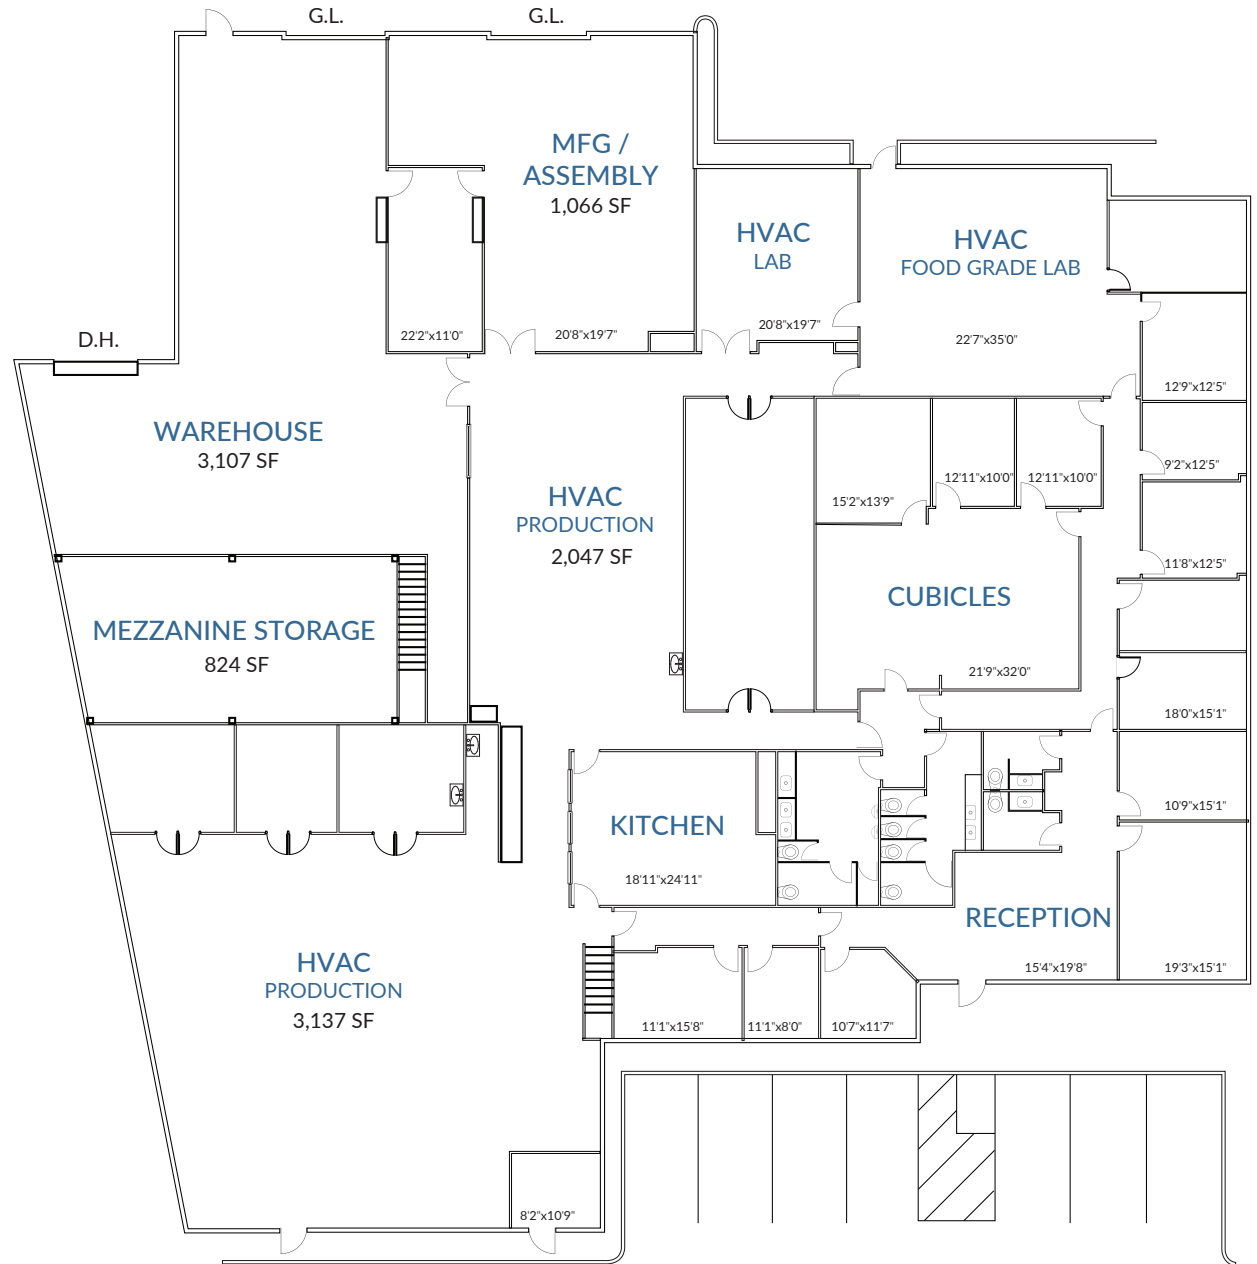 G.L.
G.L.
MFG /
ASSEMBLY
1,066 SF
HVAC
LAB
HVAC
FOOD GRADE LAB
22'2"x11'0"
20'8"x19'7"
20'8"x19'7"
22'7"x35'0"
D.H.
12'9"x12'5"
WAREHOUSE
3,107 SF
9'2"x12'5"
12'11"x10'0"
12'11"x10'0"
15'2"x13'9"
HVAC
PRODUCTION
2,047 SF
11'8"x12'5"
CUBICLES
MEZZANINE STORAGE
824 SF
21'9"x32'0"
18'0"x15'1"
10'9"x15'1"
KITCHEN
18'11"x24'11"
RECEPTION
15'4"x19'8"
19'3"x15'1"
HVAC
PRODUCTION
3,137 SF
11'1"x15'8"
11'1"x8'0"
10'7"x11'7"
8'2"x10'9"